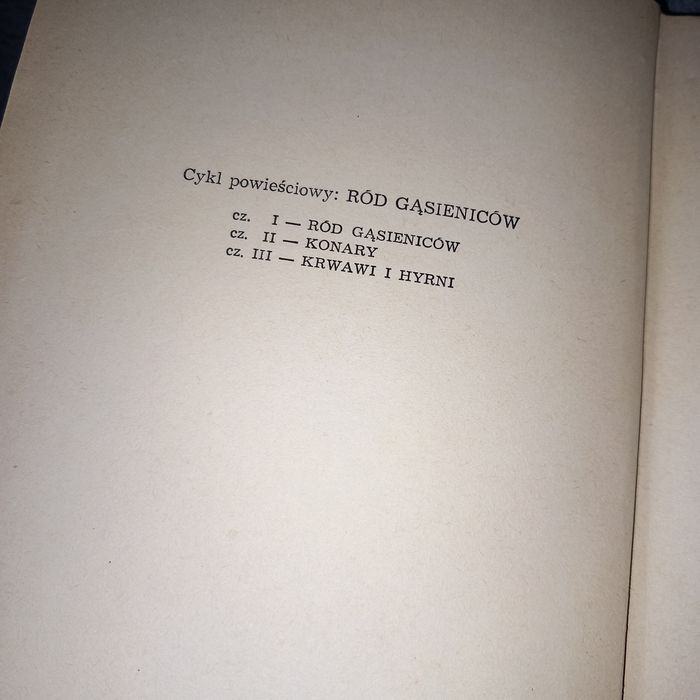 Cykl powieściowy: RÓD GĄSIENICÓW
cz. I — RÓD GĄSIENICÓW
cz. II — KONARY
cz. III — KRWAWI I HYRNI